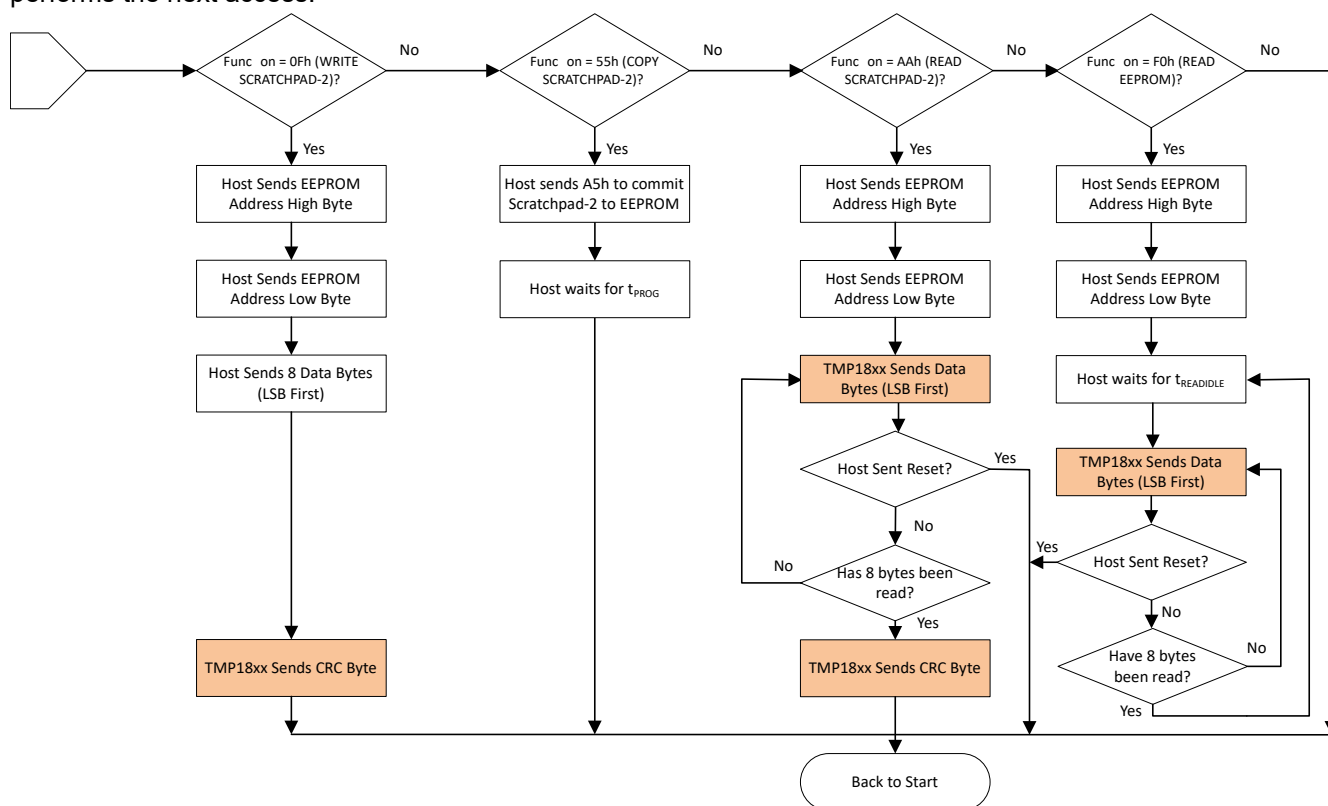 performs the next access.
Func on = 0Fh (WRITE
SCRATCHPAD-2)?
No
Func on = 55h (COPY
SCRATCHPAD-2)?
No
Func on = AAh (READ
SCRATCHPAD-2)?
No
Func on = F0h (READ
EEPROM)?
No
Yes
Yes
Yes
Yes
Host Sends EEPROM
Address High Byte
Host sends A5h to commit
Scratchpad-2 to EEPROM
Host Sends EEPROM
Address High Byte
Host Sends EEPROM
Address High Byte
Host Sends EEPROM
Address Low Byte
Host waits for tPROG
Host Sends EEPROM
Address Low Byte
Host Sends EEPROM
Address Low Byte
Host Sends 8 Data Bytes
(LSB First)
TMP18xx Sends Data
Bytes (LSB First)
Host waits for tREADIDLE
Host Sent Reset?
Yes
TMP18xx Sends Data
Bytes (LSB First)
No
Yes
Host Sent Reset?
No
Has 8 bytes been
read?
No
Yes
TMP18xx Sends CRC Byte
TMP18xx Sends CRC Byte
Have 8 bytes
been read?
No
Yes
Back to Start